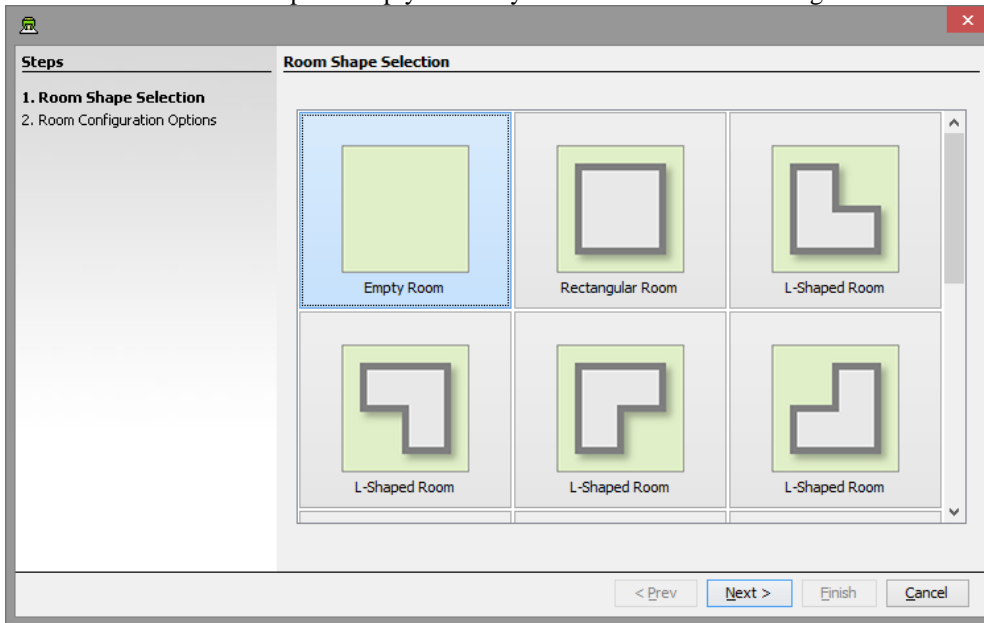 Steps
1. Room Shape Selection
2. Room Configuration Options
Room Shape Selection
Empty Room
Rectangular Room
L-Shaped Room
L-Shaped Room
L-Shaped Room
L-Shaped Room
< Prev
Next >
Finish
Cancel